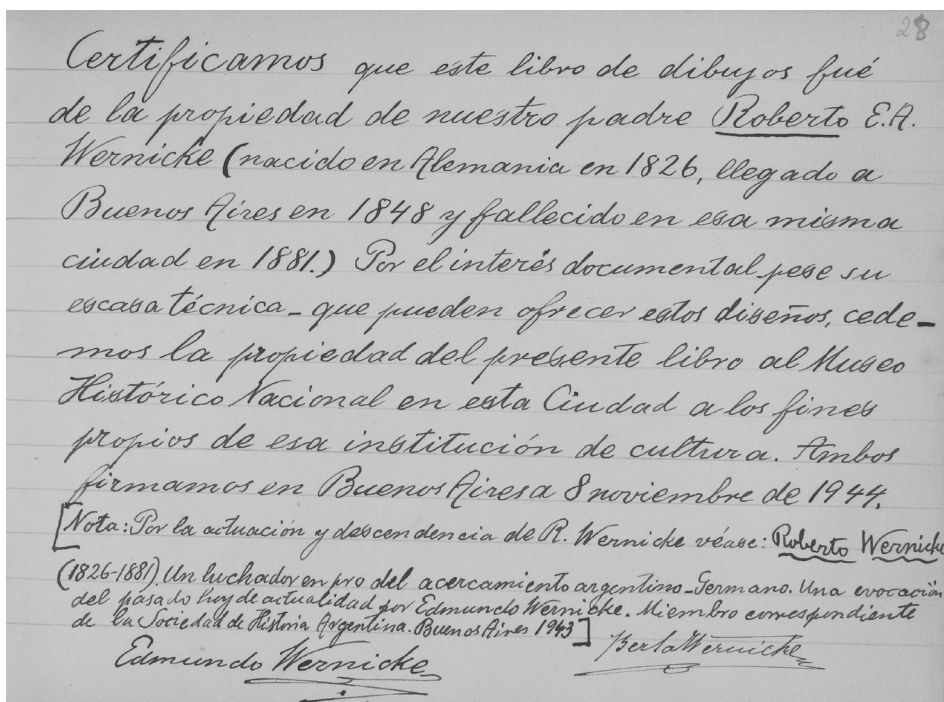 28
Certificamos que este libro de dibujos fué
de la propiedad de nuestro padre Roberto E.A.
Wernicke (nacido en Alemania en 1826, llegado a
Buenos Aires en 1848 y fallecido en esa misma
ciudad en 1881.) Por el interés documental_pese su
escasa técnica_que pueden ofrecer estos diseños, cede-
mos la propiedad del presente libro al Museo
Histórico Nacional en esta Ciudad a los fines
propios de esa institución de cultura. Ambos
firmamos en Buenos Aires a 8 noviembre de 1944.
[Nota: Por la actuación y descendencia de R. Wernicke véase: Roberto Wernicke
(1826-1881). Un luchador en pro del acercamiento argentino-Germano. Una evocación
del pasado hoy de actualidad por Edmundo Wernicke. Miembro correspondiente
de la Sociedad de Historia Argentina. Buenos Aires 1943]
Edmundo Wernicke Berta Wernicke